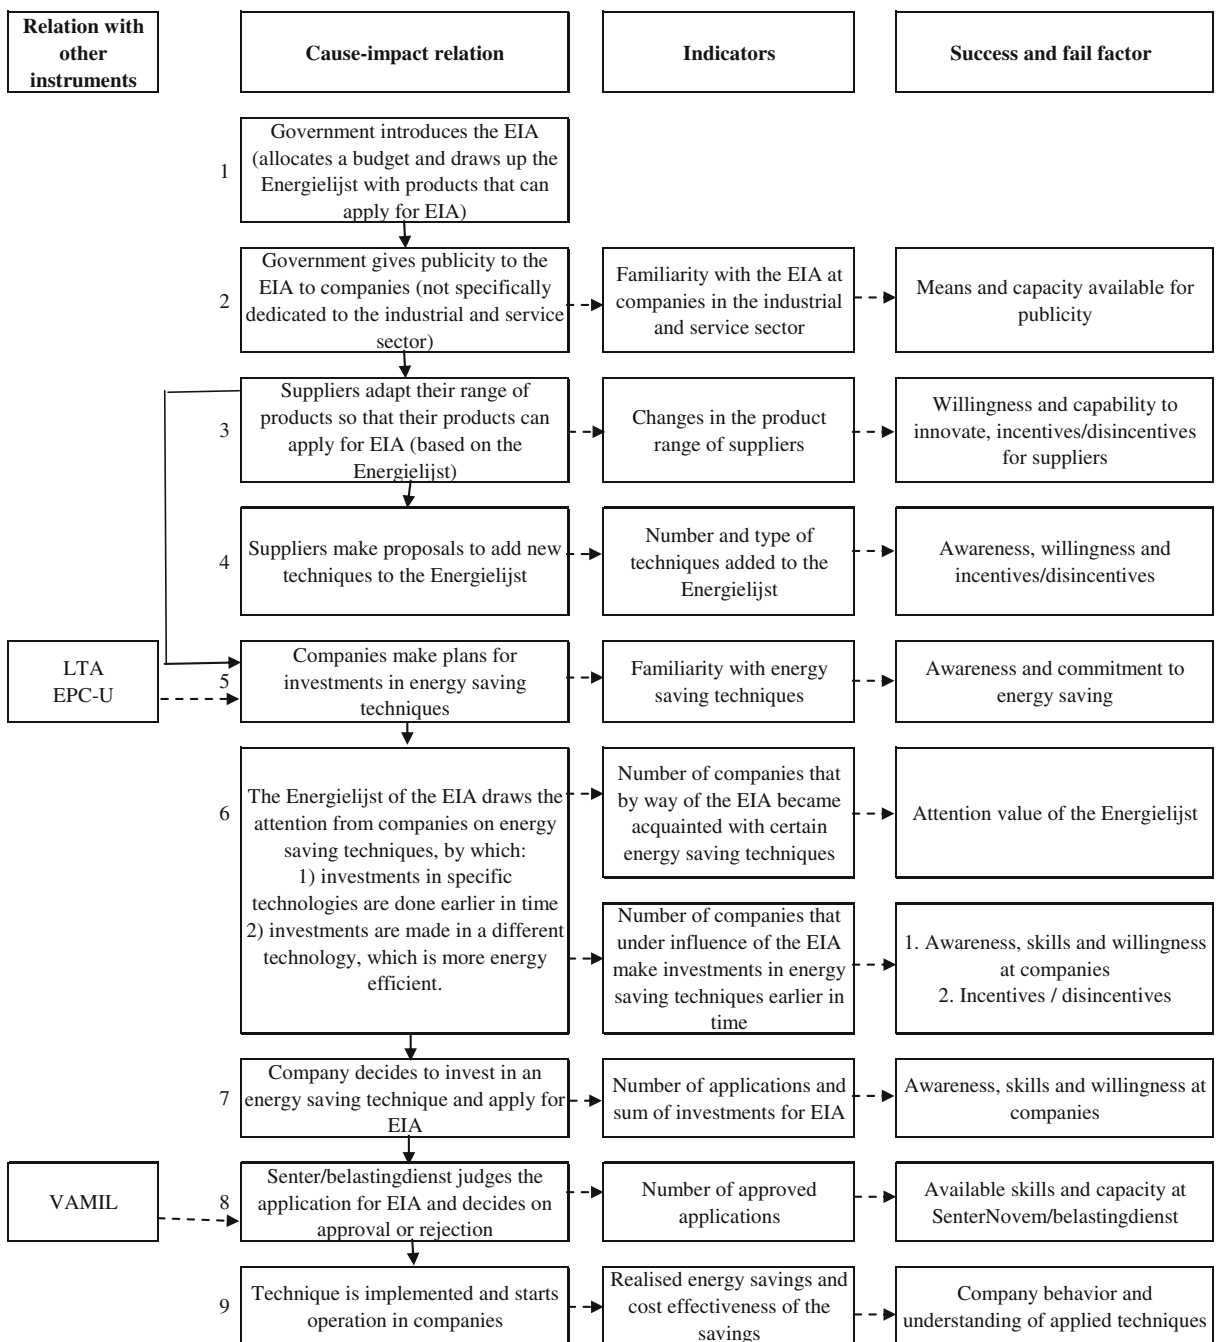 Relation with
other
instruments
Cause-impact relation
Indicators
Success and fail factor
1
Government introduces the EIA
(allocates a budget and draws up the
Energielijst with products that can
apply for EIA)
2
Government gives publicity to the
EIA to companies (not specifically
dedicated to the industrial and service
sector)
Familiarity with the EIA at
companies in the industrial
and service sector
Means and capacity available for
publicity
3
Suppliers adapt their range of
products so that their products can
apply for EIA (based on the
Energielijst)
Changes in the product
range of suppliers
Willingness and capability to
innovate, incentives/disincentives
for suppliers
4
Suppliers make proposals to add new
techniques to the Energielijst
Number and type of
techniques added to the
Energielijst
Awareness, willingness and
incentives/disincentives
LTA
EPC-U
5
Companies make plans for
investments in energy saving
techniques
Familiarity with energy
saving techniques
Awareness and commitment to
energy saving
6
The Energielijst of the EIA draws the
attention from companies on energy
saving techniques, by which:
1) investments in specific
technologies are done earlier in time
2) investments are made in a different
technology, which is more energy
efficient.
Number of companies that
by way of the EIA became
acquainted with certain
energy saving techniques
Attention value of the Energielijst
Number of companies that
under influence of the EIA
make investments in energy
saving techniques earlier in
time
1. Awareness, skills and willingness
at companies
2. Incentives / disincentives
7
Company decides to invest in an
energy saving technique and apply for
EIA
Number of applications and
sum of investments for EIA
Awareness, skills and willingness at
companies
VAMIL
8
Senter/belastingdienst judges the
application for EIA and decides on
approval or rejection
Number of approved
applications
Available skills and capacity at
SenterNovem/belastingdienst
9
Technique is implemented and starts
operation in companies
Realised energy savings and
cost effectiveness of the
savings
Company behavior and
understanding of applied techniques